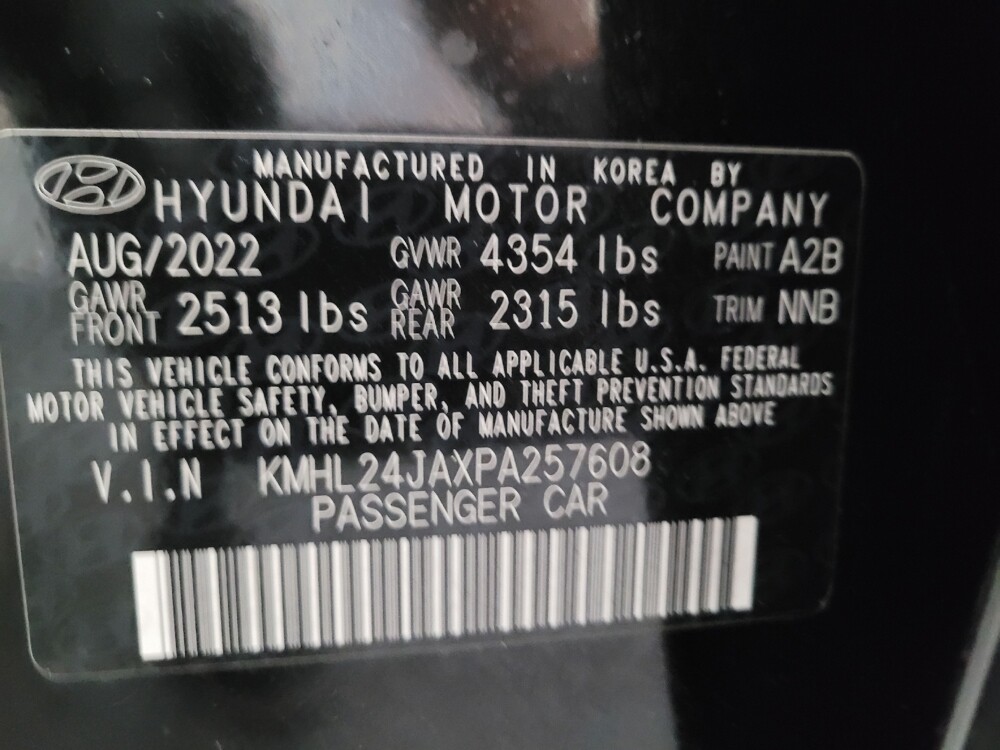 MANUFACTURED IN KOREA BY
HYUNDAI MOTOR COMPANY
AUG/2022 GVWR 4354 lbs PAINT A2B
GAWR FRONT 2513 lbs GAWR REAR 2315 lbs TRIM NNB
THIS VEHICLE CONFORMS TO ALL APPLICABLE U.S.A. FEDERAL
MOTOR VEHICLE SAFETY, BUMPER, AND THEFT PREVENTION STANDARDS
IN EFFECT ON THE DATE OF MANUFACTURE SHOWN ABOVE
V.I.N KMHL24JAXPA257608
PASSENGER CAR